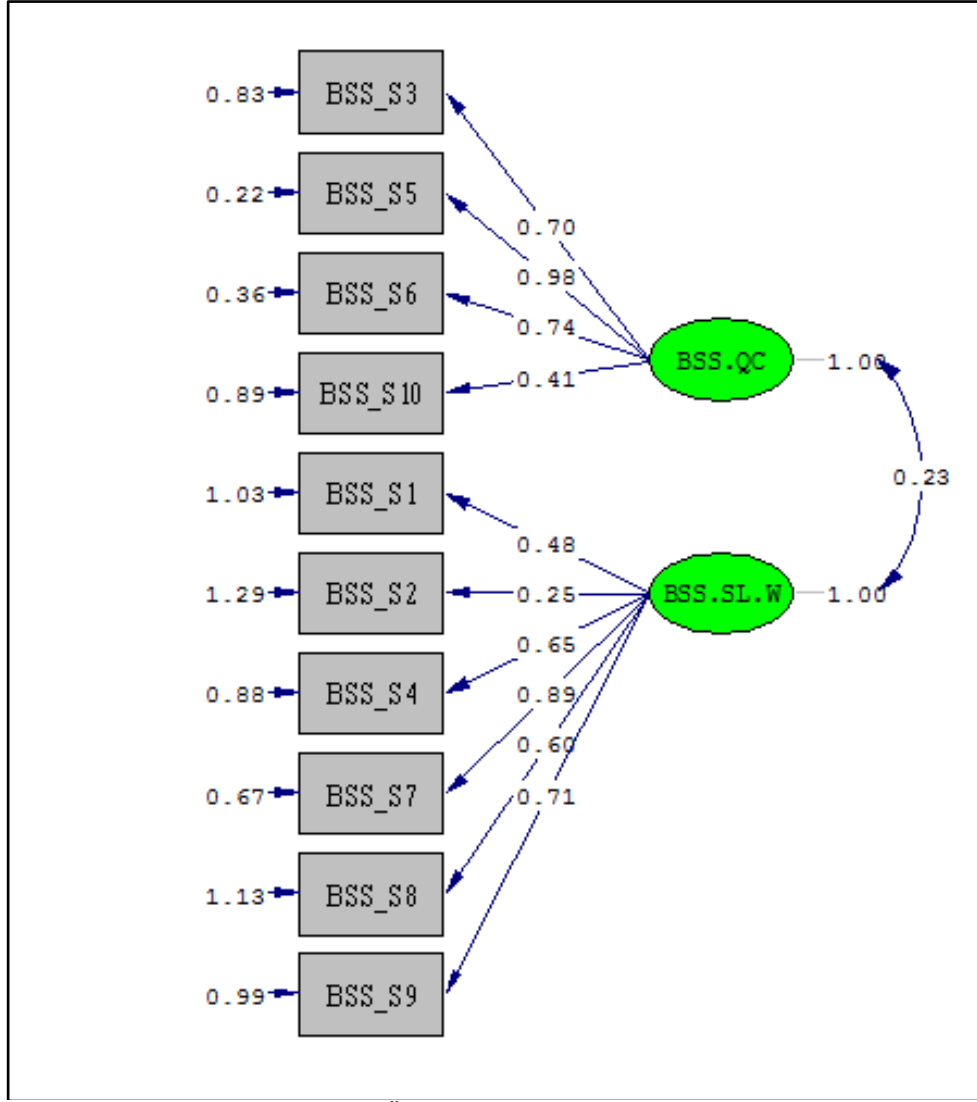 0.83 BSS_S3
0.22 BSS_S5
0.70
0.98
0.36 BSS_S6
0.74
BSS.QC 1.00
0.89 BSS_S10
0.41
0.23
1.03 BSS_S1
0.48
1.29 BSS_S2 0.25 BSS.SL.W 1.00
0.65
0.88 BSS_S4
0.89
0.60
0.67 BSS_S7 0.71
1.13 BSS_S8
0.99 BSS_S9